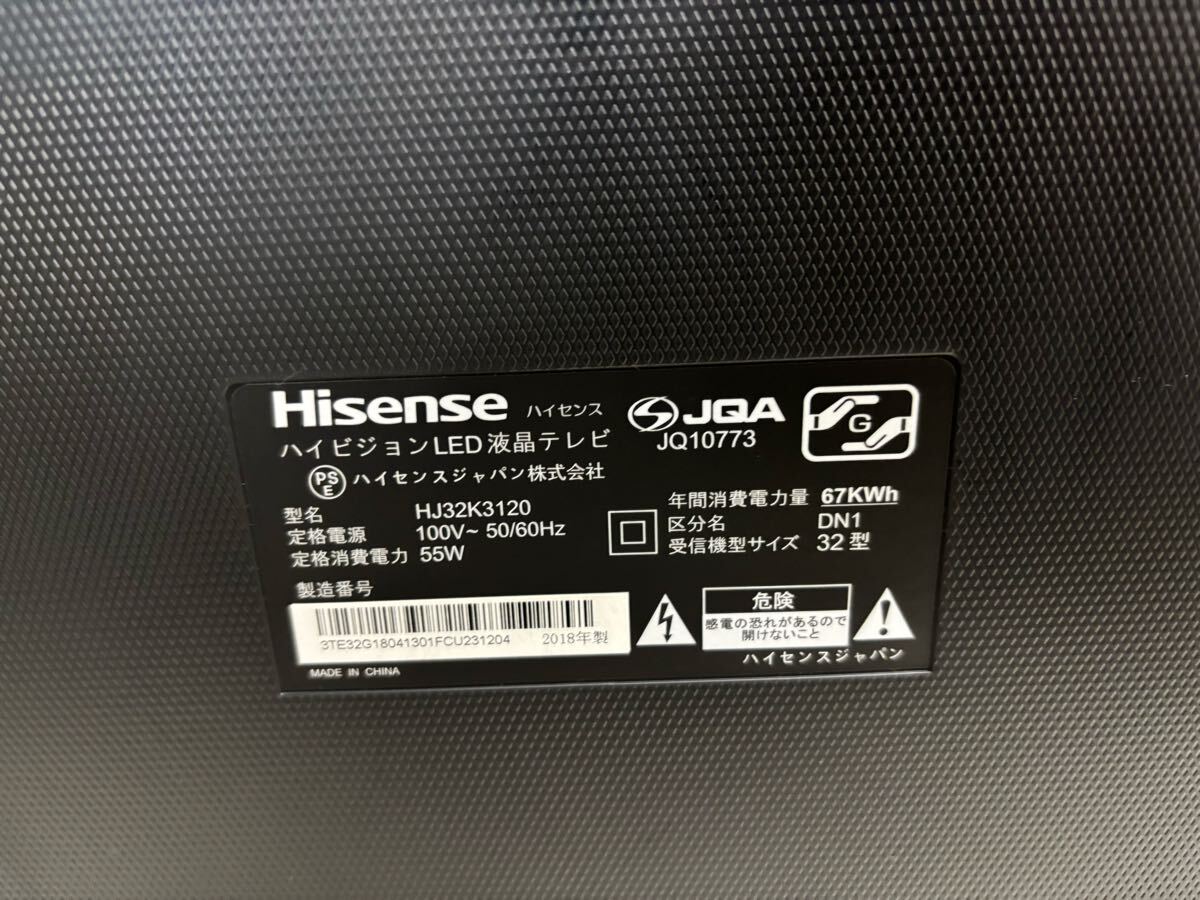 Hisense ハイセンス
ハイビジョンLED液晶テレビ
PSE ハイセンスジャパン株式会社
型名 HJ32K3120
定格電源 100V~ 50/60Hz
定格消費電力 55W
製造番号
3TE32G18041301FCU231204 2018年製
MADE IN CHINA
JQA
JQ10773
G
年間消費電力量 67KWh
区分名 DN1
受信機型サイズ 32型
危険
感電の恐れがあるので
開けないこと
ハイセンスジャパン